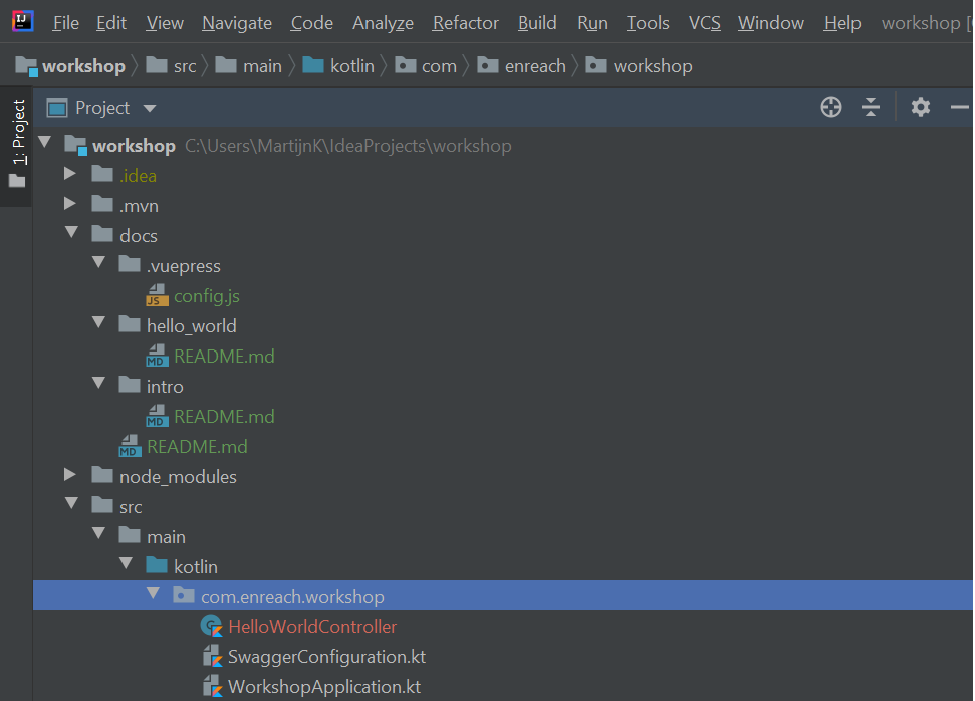 IJ File Edit View Navigate Code Analyze Refactor Build Run Tools VCS Window Help workshop [
workshop src main kotlin com enreach workshop
1: Project
Project
workshop C:\Users\MartijnK\IdeaProjects\workshop
.idea
.mvn
docs
.vuepress
JS config.js
hello_world
MD README.md
intro
MD README.md
MD README.md
node_modules
src
main
kotlin
com.enreach.workshop
HelloWorldController
SwaggerConfiguration.kt
WorkshopApplication.kt